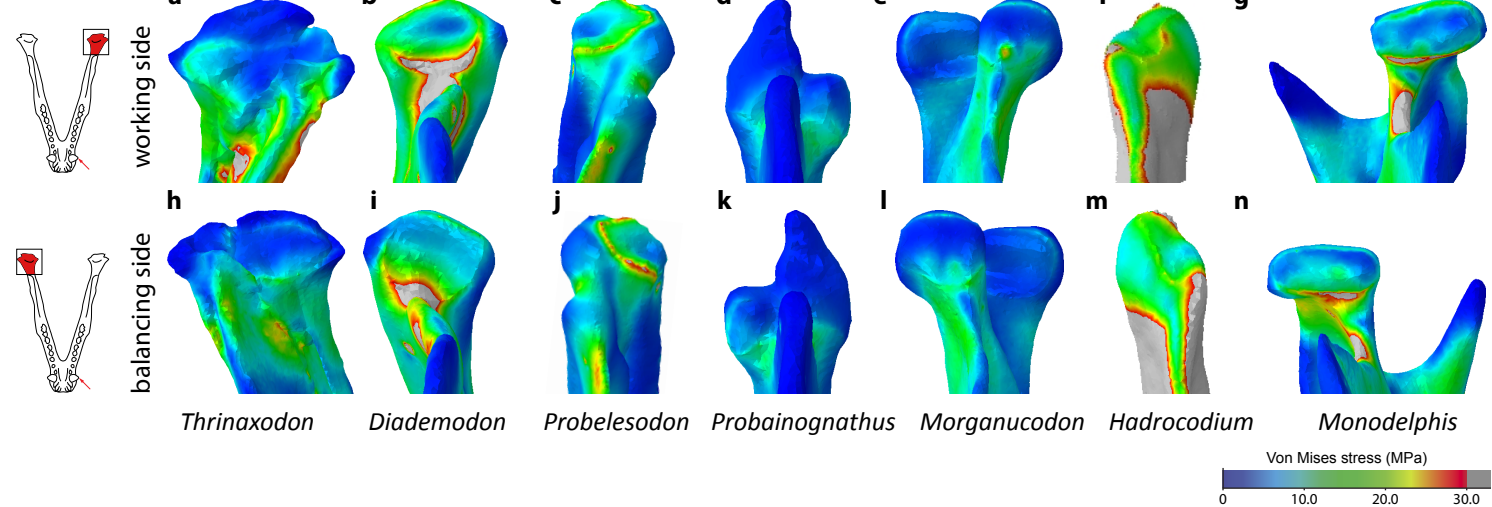 a b c d e f g
working side
h i j k l m n
balancing side
Thrinaxodon Diademodon Probelesodon Probainognathus Morganucodon Hadrocodium Monodelphis
Von Mises stress (MPa)
0 10.0 20.0 30.0